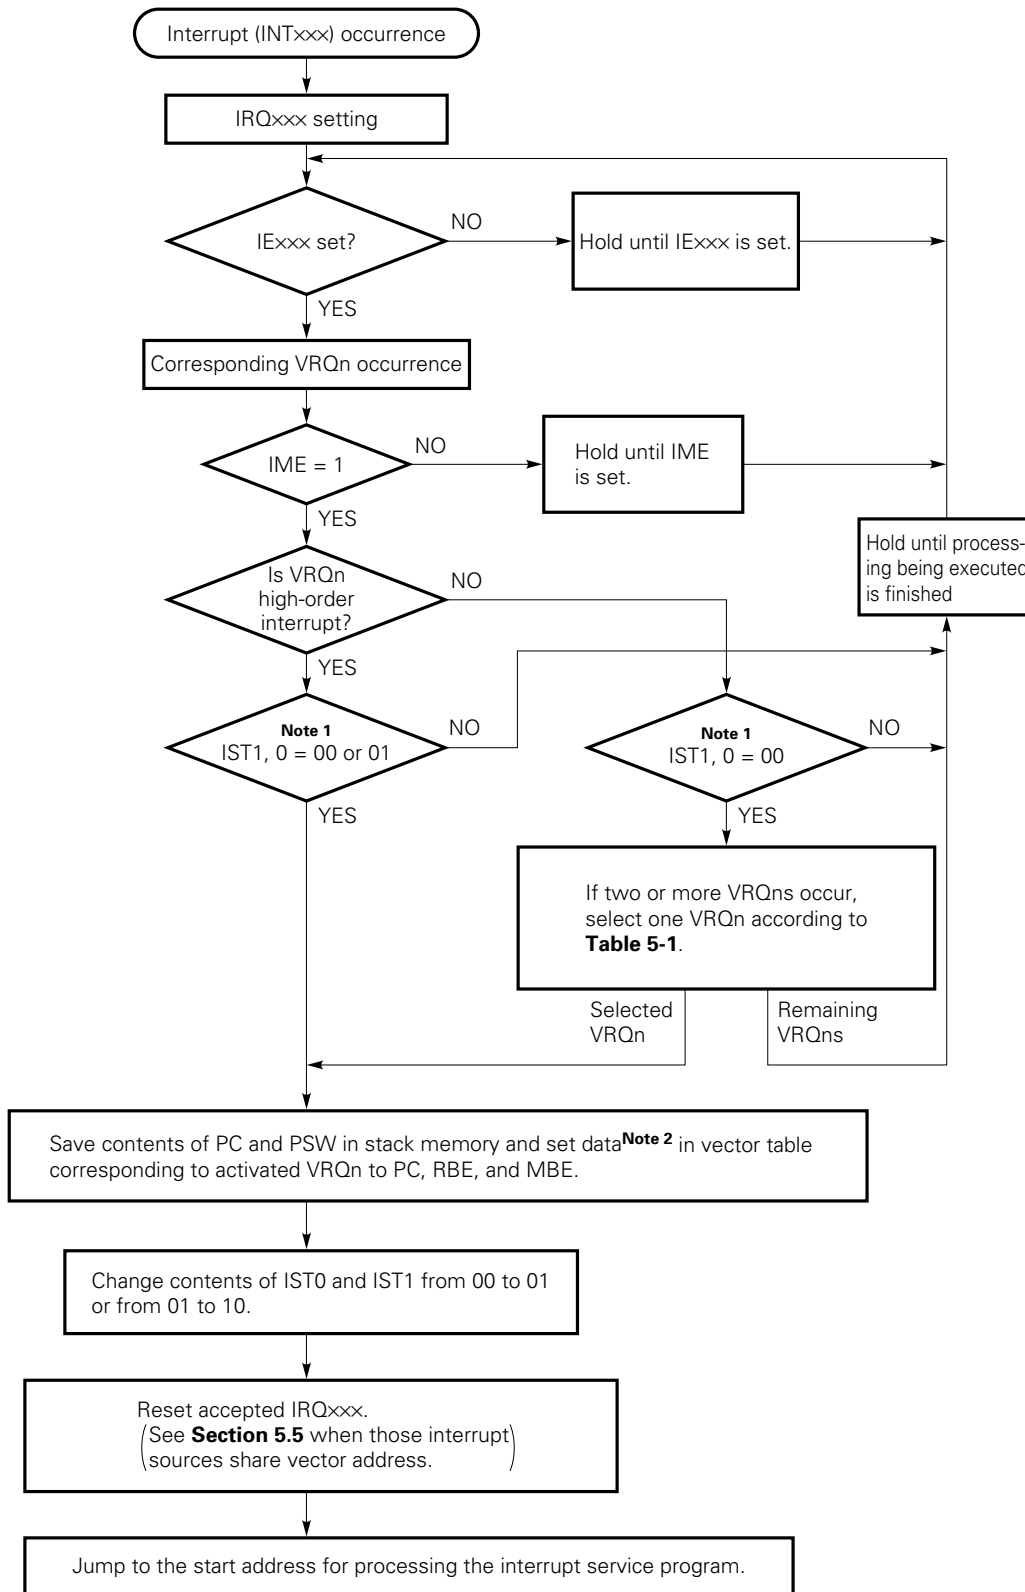 Interrupt (INT×××) occurrence
IRQ××× setting
IE××× set?
NO
Hold until IE××× is set.
YES
Corresponding VRQn occurrence
IME = 1
NO
Hold until IME
is set.
YES
Hold until process-
ing being executed
is finished
Is VRQn
high-order
interrupt?
NO
YES
Note 1
IST1, 0 = 00 or 01
NO
Note 1
IST1, 0 = 00
NO
YES
YES
If two or more VRQns occur,
select one VRQn according to
Table 5-1.
Selected
VRQn
Remaining
VRQns
Save contents of PC and PSW in stack memory and set data Note 2 in vector table
corresponding to activated VRQn to PC, RBE, and MBE.
Change contents of IST0 and IST1 from 00 to 01
or from 01 to 10.
Reset accepted IRQ×××.
(See Section 5.5 when those interrupt
sources share vector address.)
Jump to the start address for processing the interrupt service program.